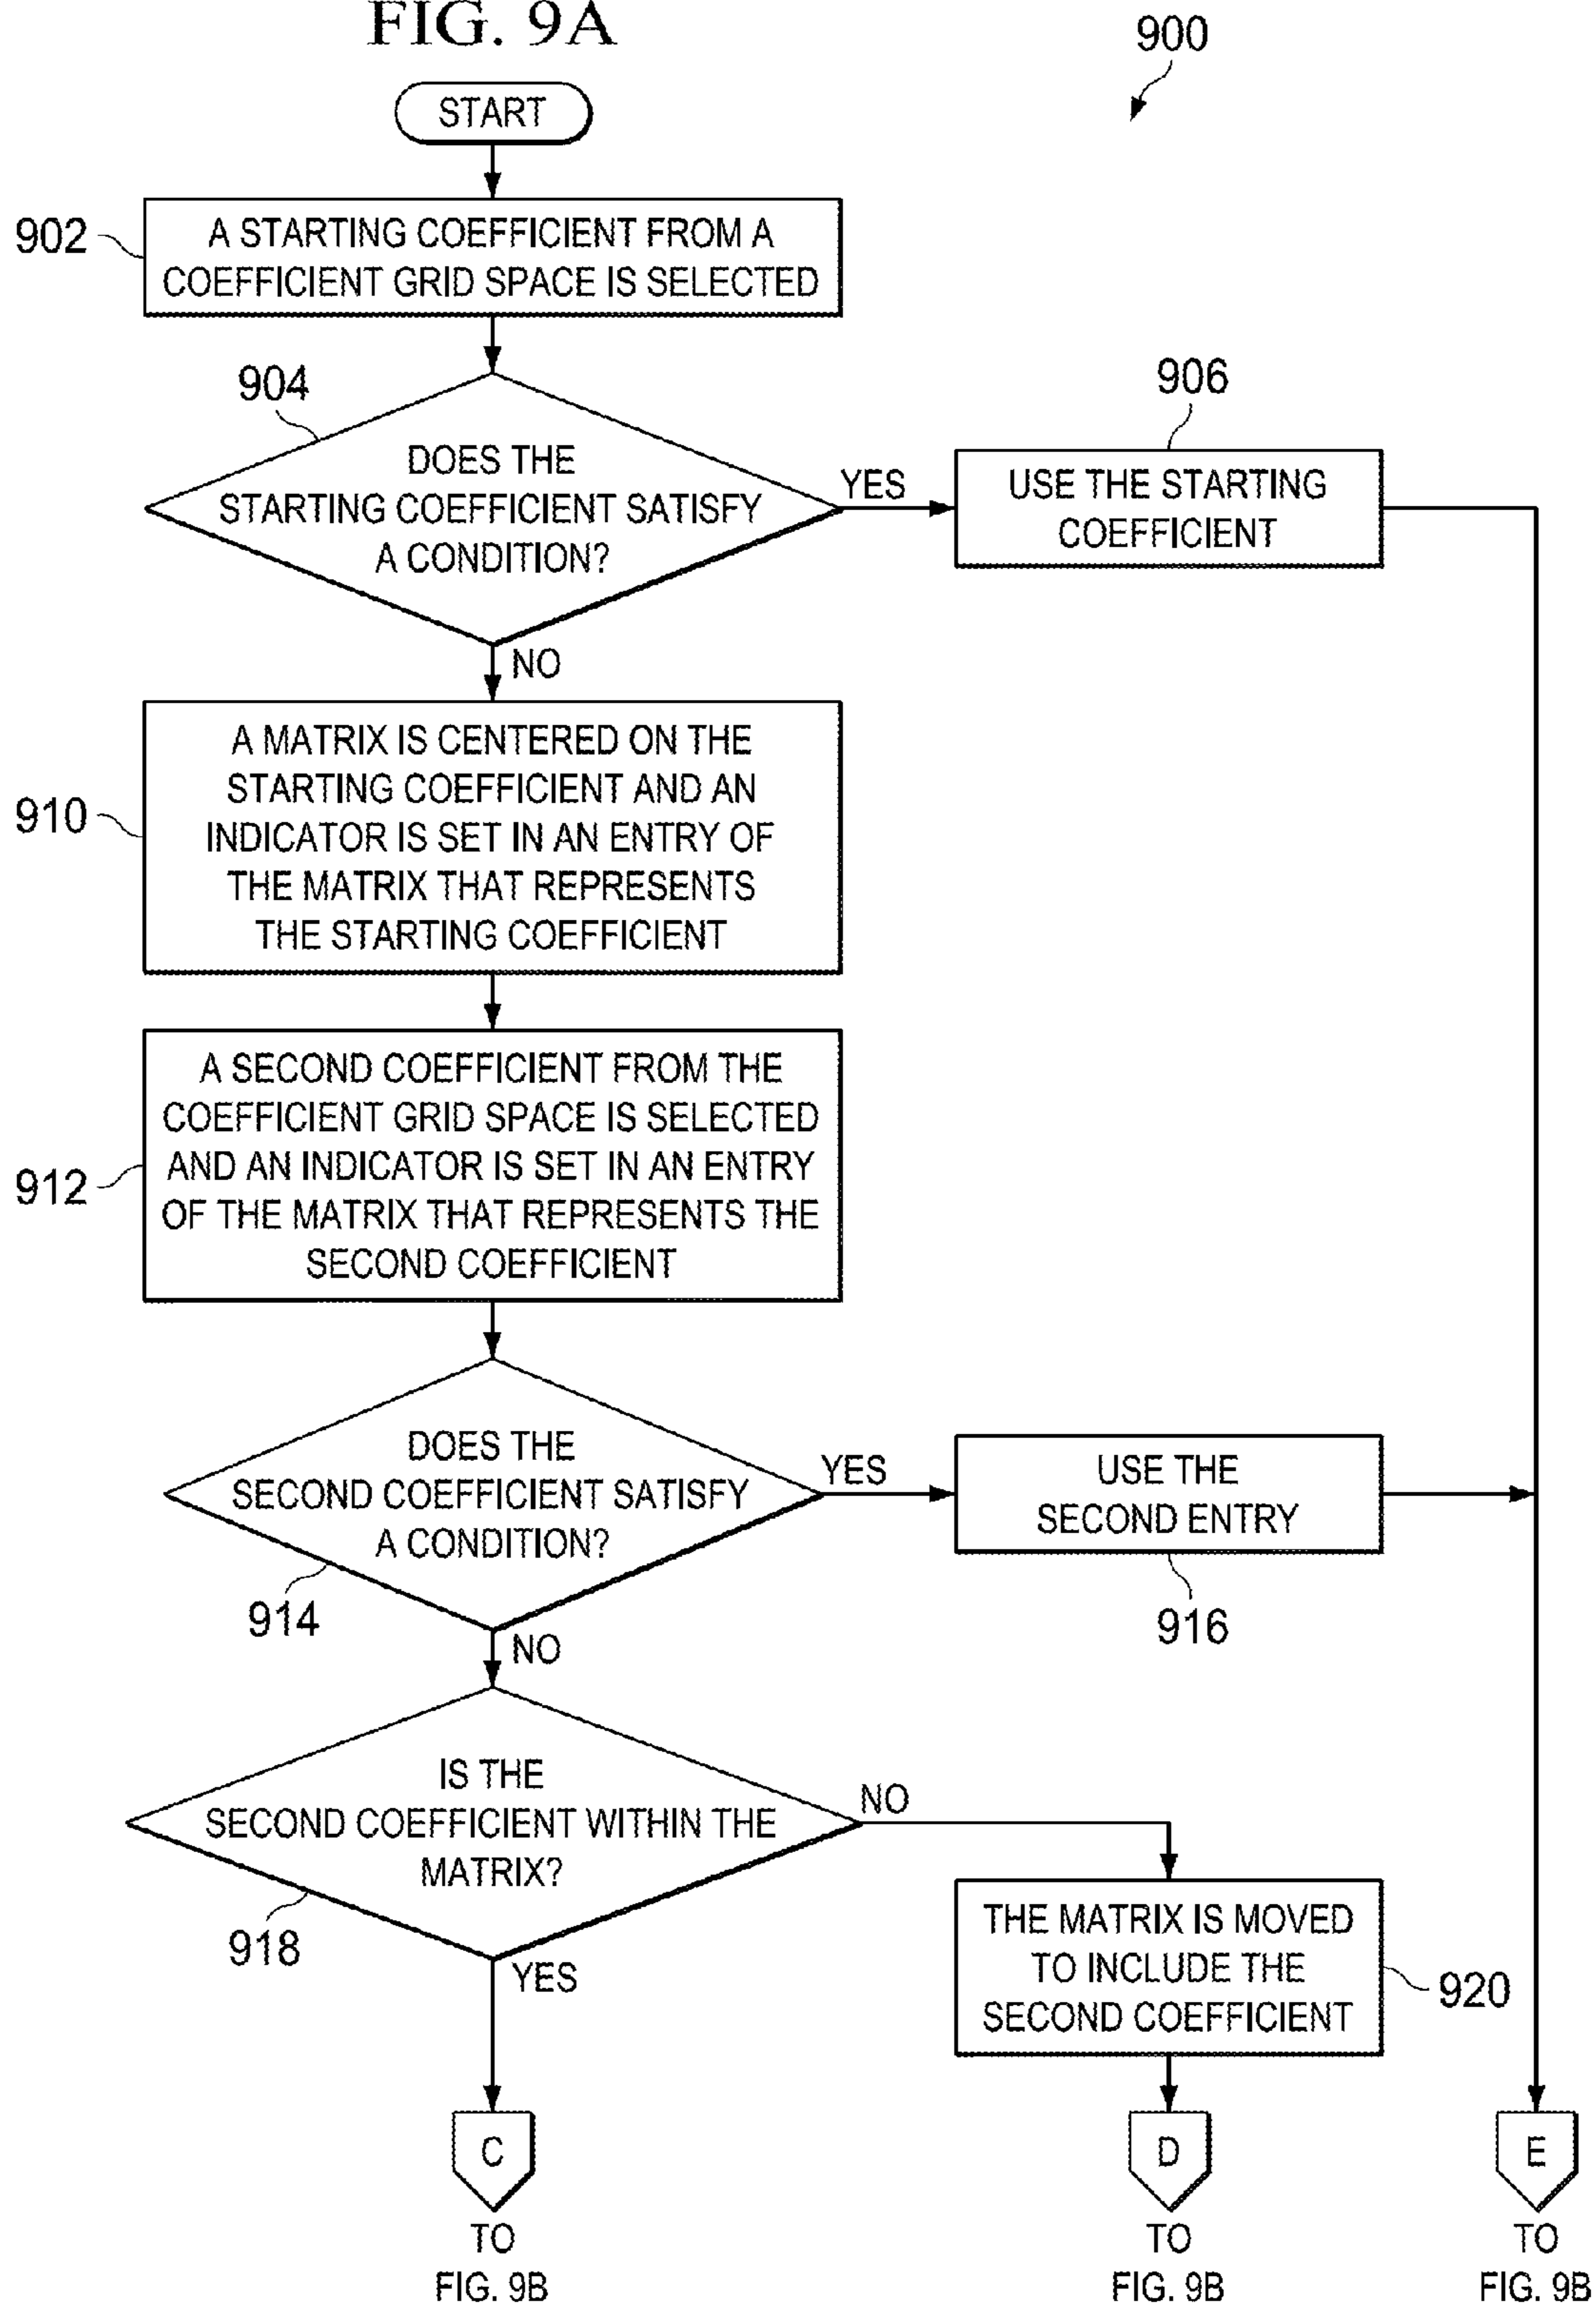 FIG. 9A
900
START
902
A STARTING COEFFICIENT FROM A
COEFFICIENT GRID SPACE IS SELECTED
904
DOES THE
STARTING COEFFICIENT SATISFY
A CONDITION?
YES
906
USE THE STARTING
COEFFICIENT
NO
910
A MATRIX IS CENTERED ON THE
STARTING COEFFICIENT AND AN
INDICATOR IS SET IN AN ENTRY OF
THE MATRIX THAT REPRESENTS
THE STARTING COEFFICIENT
912
A SECOND COEFFICIENT FROM THE
COEFFICIENT GRID SPACE IS SELECTED
AND AN INDICATOR IS SET IN AN ENTRY
OF THE MATRIX THAT REPRESENTS THE
SECOND COEFFICIENT
DOES THE
SECOND COEFFICIENT SATISFY
A CONDITION?
914
YES
USE THE
SECOND ENTRY
916
NO
IS THE
SECOND COEFFICIENT WITHIN THE
MATRIX?
918
NO
THE MATRIX IS MOVED
TO INCLUDE THE
SECOND COEFFICIENT
920
YES
C
TO
FIG. 9B
D
TO
FIG. 9B
E
TO
FIG. 9B